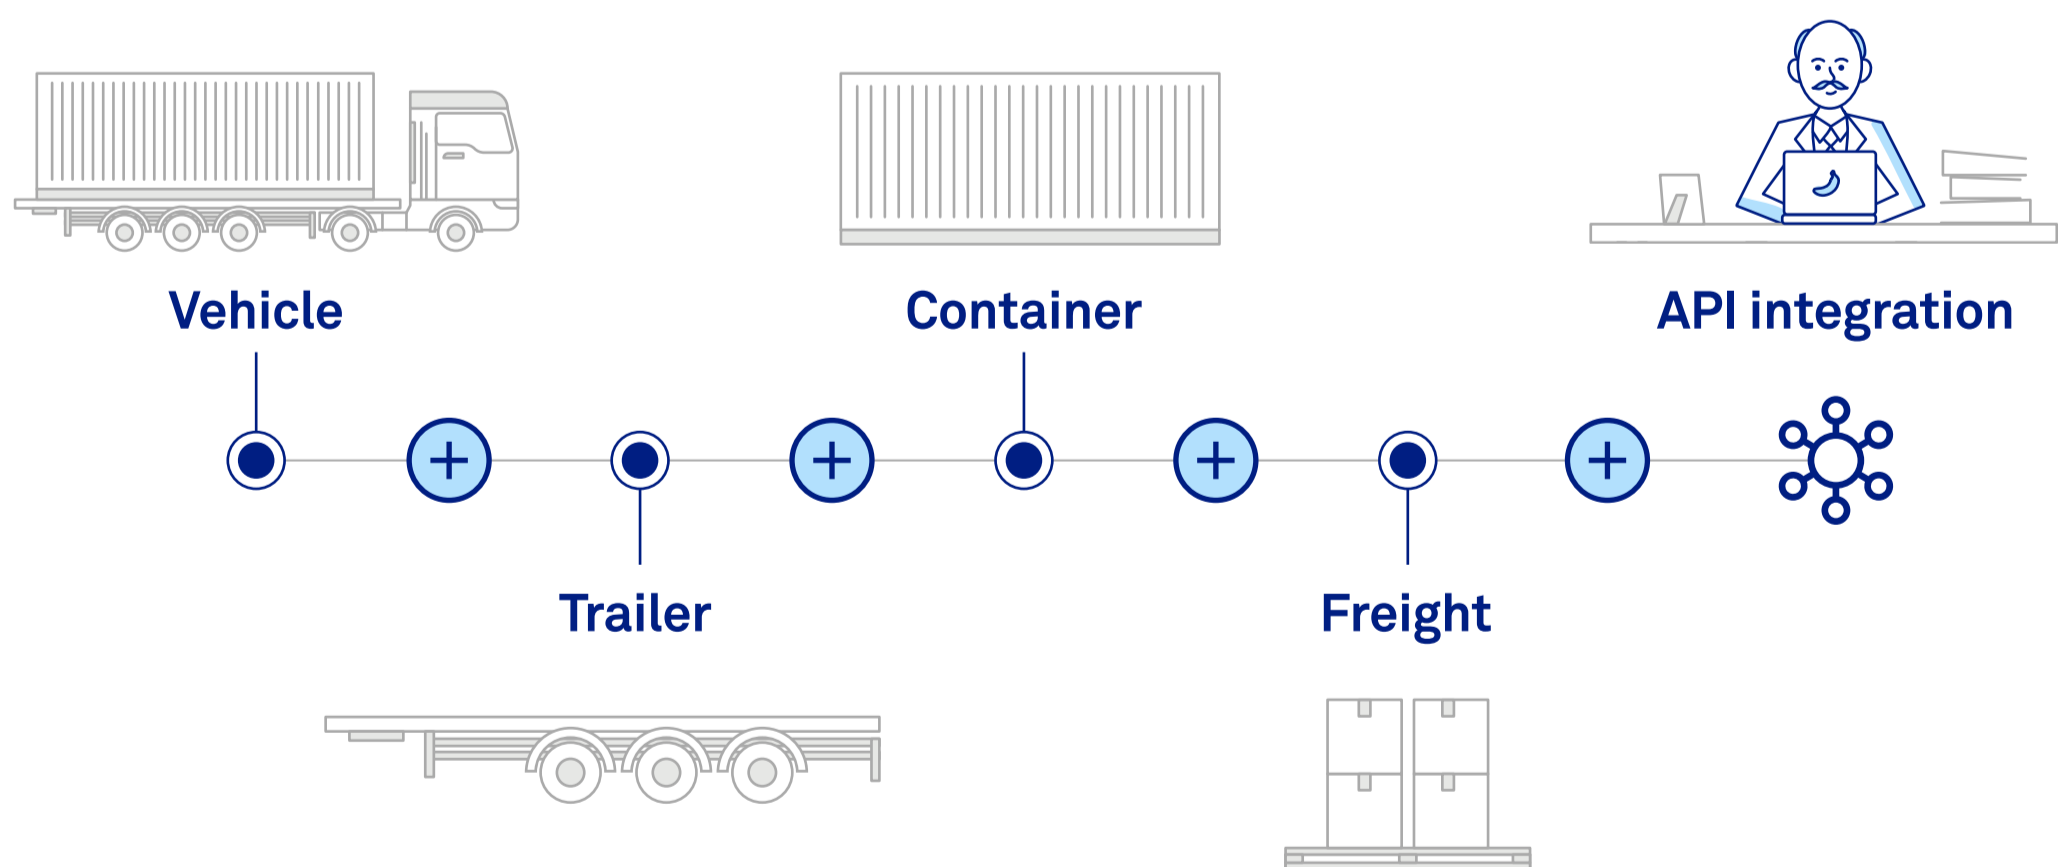 Vehicle
Container
API integration
Trailer
Freight